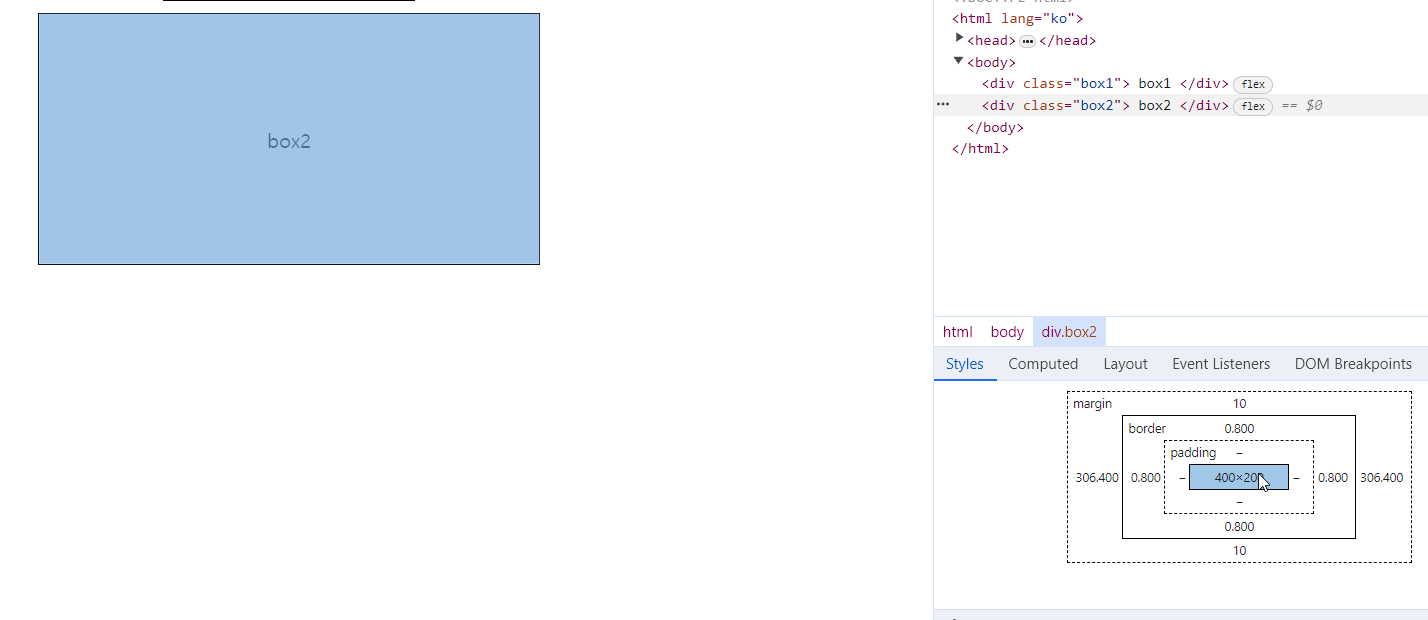 box2
<html lang="ko">
<head> ••• </head>
<body>
<div class="box1"> box1 </div> flex
••• <div class="box2"> box2 </div> flex == $0
</body>
</html>
html body div.box2
Styles Computed Layout Event Listeners DOM Breakpoints
margin 10
border 0.800
padding –
306.400 0.800 – 400×200 – 0.800 306.400
–
0.800
10